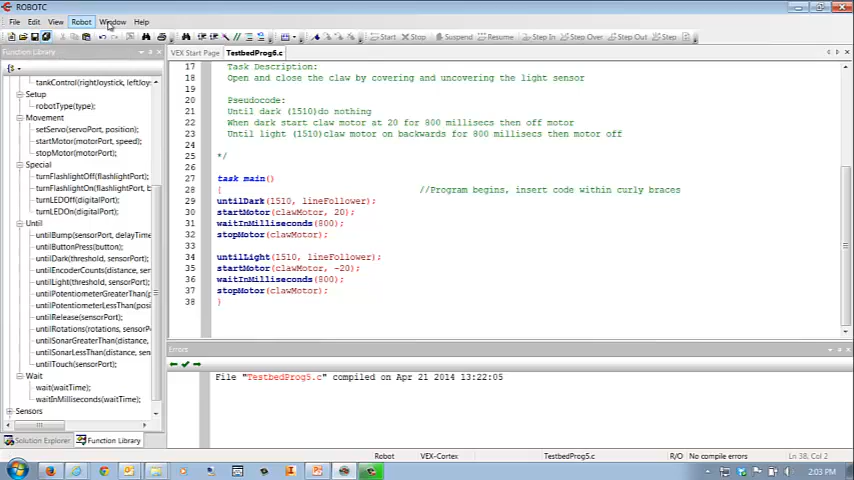 ROBOTC
File Edit View Robot Window Help
Start Stop Suspend Resume Step In Step Over Step Out
Function Library
VEX Start Page TestbedProg6.c
tankControl(rightJoystick, leftJoy
Setup
robotType(type);
Movement
setServo(servoPort, position);
startMotor(motorPort, speed);
stopMotor(motorPort);
Special
turnFlashlightOff(flashlightPort);
turnFlashlightOn(flashlightPort, b
turnLEDOff(digitalPort);
turnLEDOn(digitalPort);
Until
untilBump(sensorPort, delayTime
untilButtonPress(button);
untilDark(threshold, sensorPort);
untilEncoderCounts(distance, sen
untilLight(threshold, sensorPort);
untilPotentiometerGreaterThan(p
untilPotentiometerLessThan(posi
untilRelease(sensorPort);
untilRotations(rotations, sensorP
untilSonarGreaterThan(distance,
untilSonarLessThan(distance, sen
untilTouch(sensorPort);
Wait
wait(waitTime);
waitInMilliseconds(waitTime);
Sensors
Solution Explorer Function Library
17 Task Description:
18 Open and close the claw by covering and uncovering the light sensor
19
20 Pseudocode:
21 Until dark (1510)do nothing
22 When dark start claw motor at 20 for 800 millisecs then off motor
23 Until light (1510)claw motor on backwards for 800 millisecs then motor off
24
25 */
26
27 task main()
28 { //Program begins, insert code within curly braces
29 untilDark(1510, lineFollower);
30 startMotor(clawMotor, 20);
31 waitInMilliseconds(800);
32 stopMotor(clawMotor);
33
34 untilLight(1510, lineFollower);
35 startMotor(clawMotor, -20);
36 waitInMilliseconds(800);
37 stopMotor(clawMotor);
38 }
Errors
File "TestbedProg5.c" compiled on Apr 21 2014 13:22:05
Robot VEX-Cortex TestbedProg6.c R/O No compile errors Ln 38, Col 2
2:03 PM